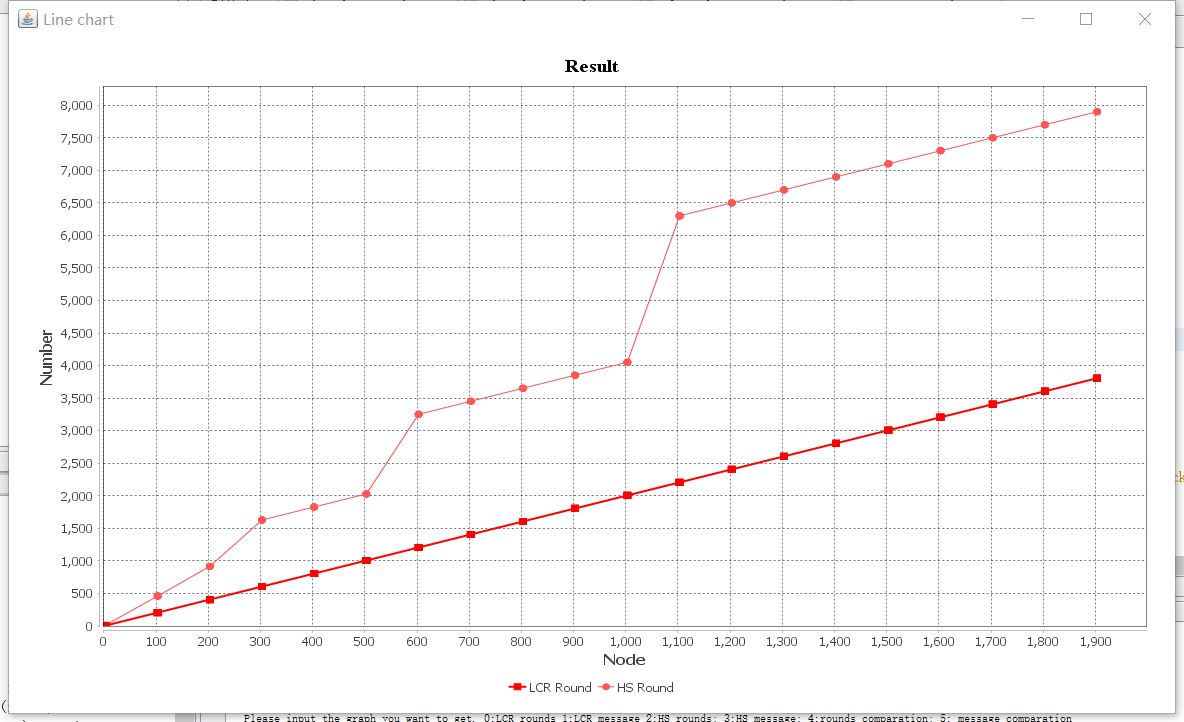 Line chart
Result
8,000
7,500
7,000
6,500
6,000
5,500
5,000
4,500
4,000
3,500
3,000
2,500
2,000
1,500
1,000
500
0
Number
0 100 200 300 400 500 600 700 800 900 1,000 1,100 1,200 1,300 1,400 1,500 1,600 1,700 1,800 1,900
Node
LCR Round HS Round
Please input the graph you want to get. 0:LCR rounds 1:LCR message 2:HS rounds: 3:HS message: 4:rounds comparation: 5: message comparation